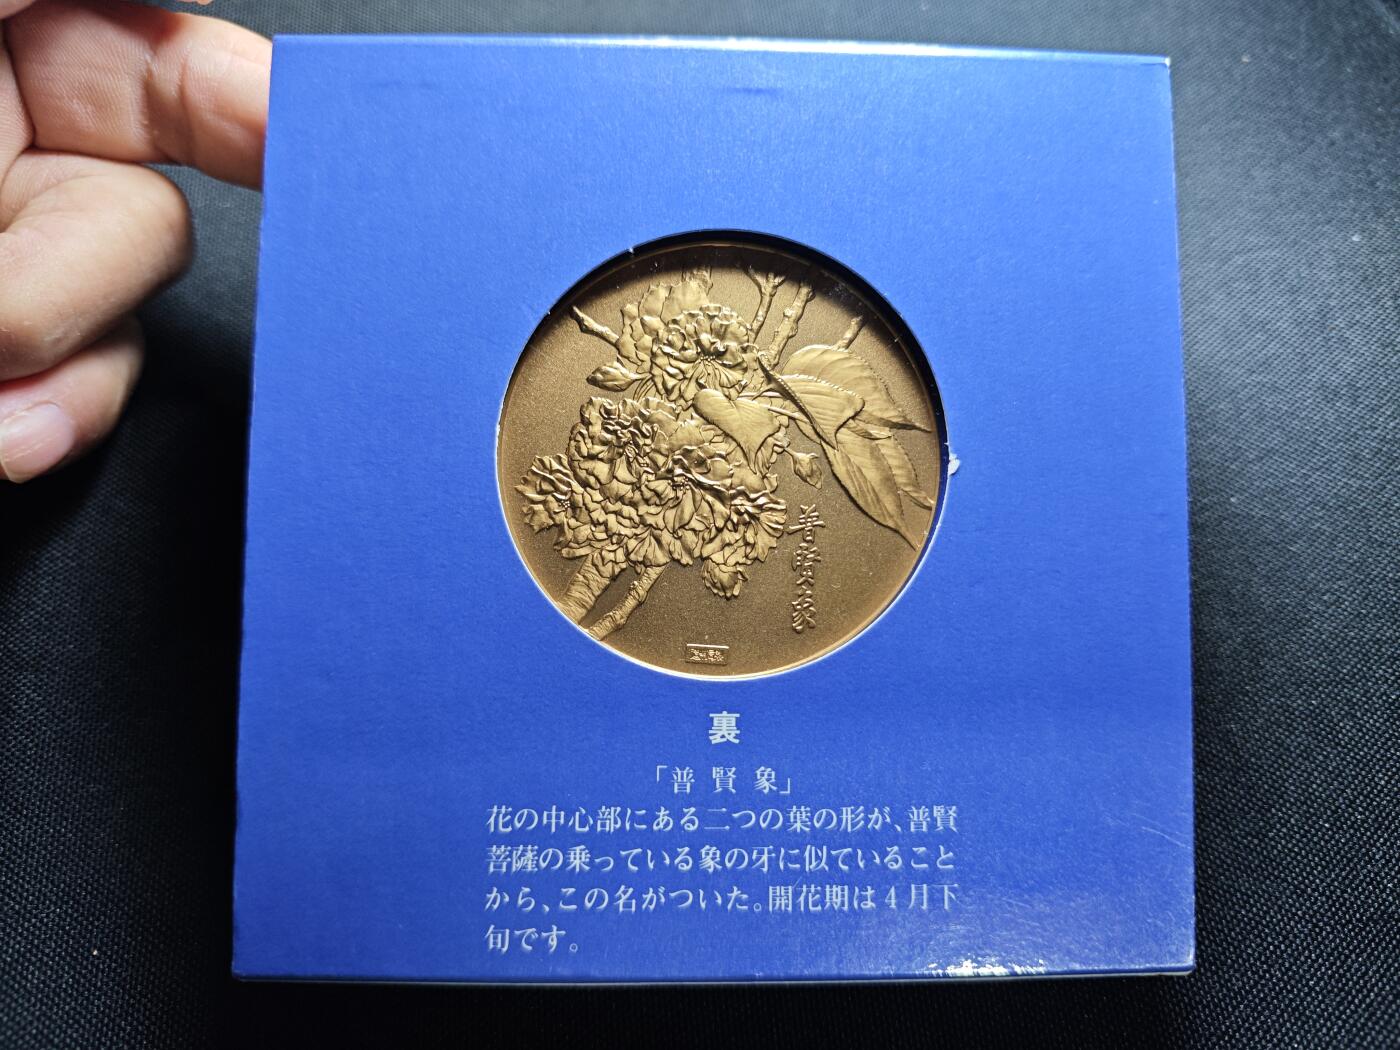 普賢象
裏
「普賢象」
花の中心部にある二つの葉の形が、普賢
菩薩の乗っている象の牙に似ていること
から、この名がついた。開花期は4月下
旬です。